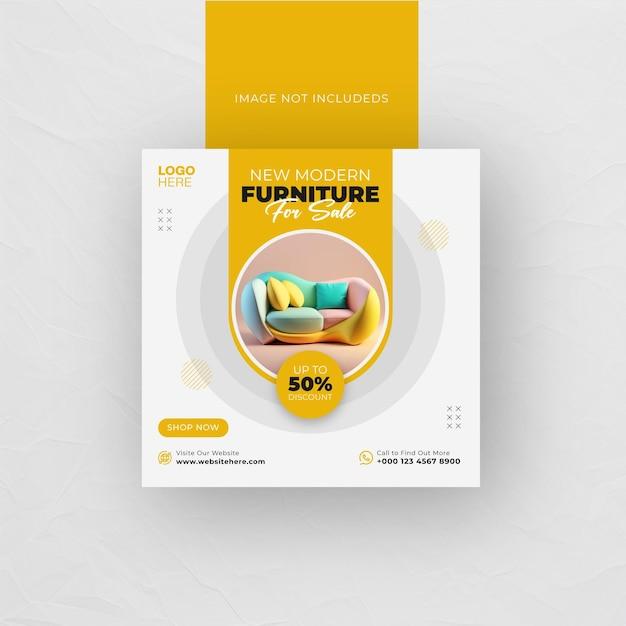 IMAGE NOT INCLUDEDS
LOGO
HERE
NEW MODERN
FURNITURE
For Sale
UP TO
50%
DISCOUNT
SHOP NOW
Visit Our Website
www.websitehere.com
Call to Find Out More
+000 123 4567 8900